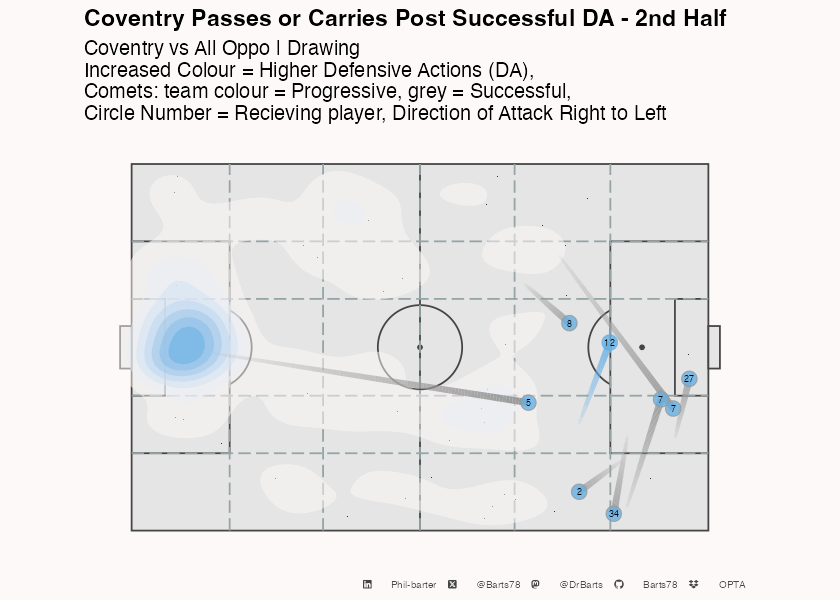 Coventry Passes or Carries Post Successful DA - 2nd Half
Coventry vs All Oppo | Drawing
Increased Colour = Higher Defensive Actions (DA),
Comets: team colour = Progressive, grey = Successful,
Circle Number = Recieving player, Direction of Attack Right to Left
8
12
27
5
7
7
2
34
Phil-barter @Barts78 @DrBarts Barts78 OPTA